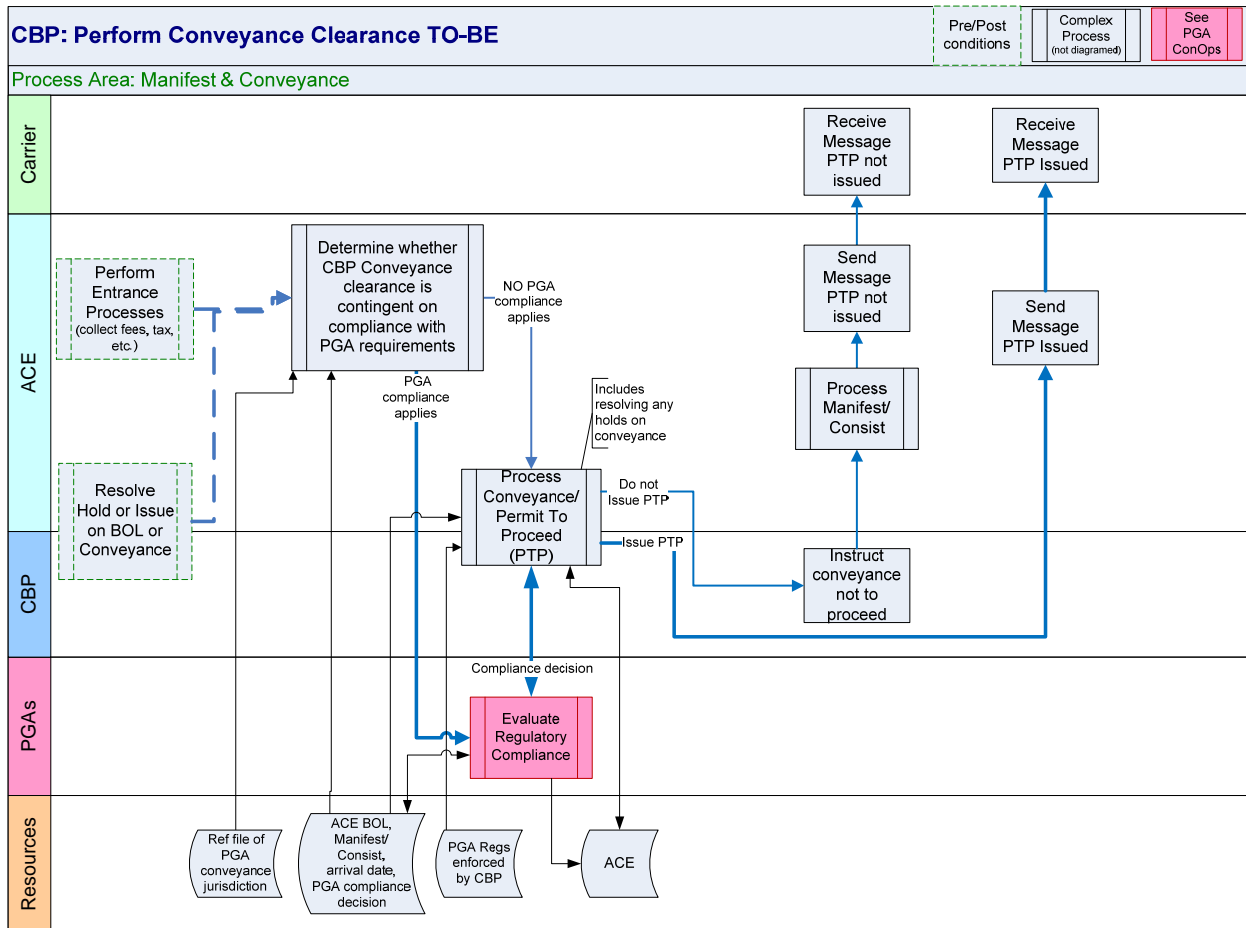 CBP: Perform Conveyance Clearance TO-BE
Pre/Post
conditions
Complex
Process
(not diagramed)
See
PGA
ConOps
Process Area: Manifest & Conveyance
Carrier
Receive
Message
PTP not
issued
Receive
Message
PTP Issued
ACE
Perform
Entrance
Processes
(collect fees, tax,
etc.)
Determine whether
CBP Conveyance
clearance is
contingent on
compliance with
PGA requirements
NO PGA
compliance
applies
Send
Message
PTP not
issued
Send
Message
PTP Issued
PGA
compliance
applies
Includes
resolving any
holds on
conveyance
Process
Manifest/
Consist
Resolve
Hold or Issue
on BOL or
Conveyance
Process
Conveyance/
Permit To
Proceed
(PTP)
Do not
Issue PTP
Issue PTP
CBP
Instruct
conveyance
not to
proceed
PGAs
Compliance decision
Evaluate
Regulatory
Compliance
Resources
Ref file of
PGA
conveyance
jurisdiction
ACE BOL,
Manifest/
Consist,
arrival date,
PGA compliance
decision
PGA Regs
enforced
by CBP
ACE